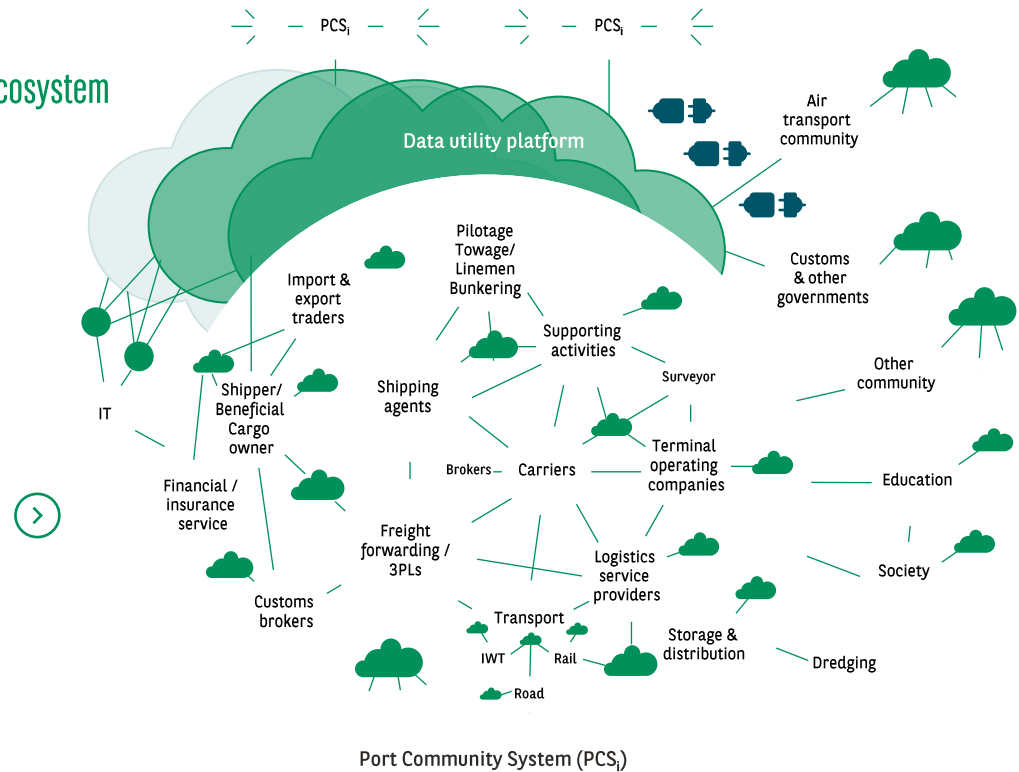 PCSi
PCSi
cosystem
Air
transport
community
Data utility platform
Pilotage
Towage/
Linemen
Bunkering
Customs
& other
governments
Import &
export
traders
Supporting
activities
Other
community
Surveyor
Shipping
agents
Shipper/
Beneficial
Cargo
owner
IT
Brokers
Carriers
Terminal
operating
companies
Education
Financial /
insurance
service
Freight
forwarding /
3PLs
Logistics
service
providers
Society
Customs
brokers
Transport
Storage &
distribution
IWT
Rail
Dredging
Road
Port Community System (PCSi)